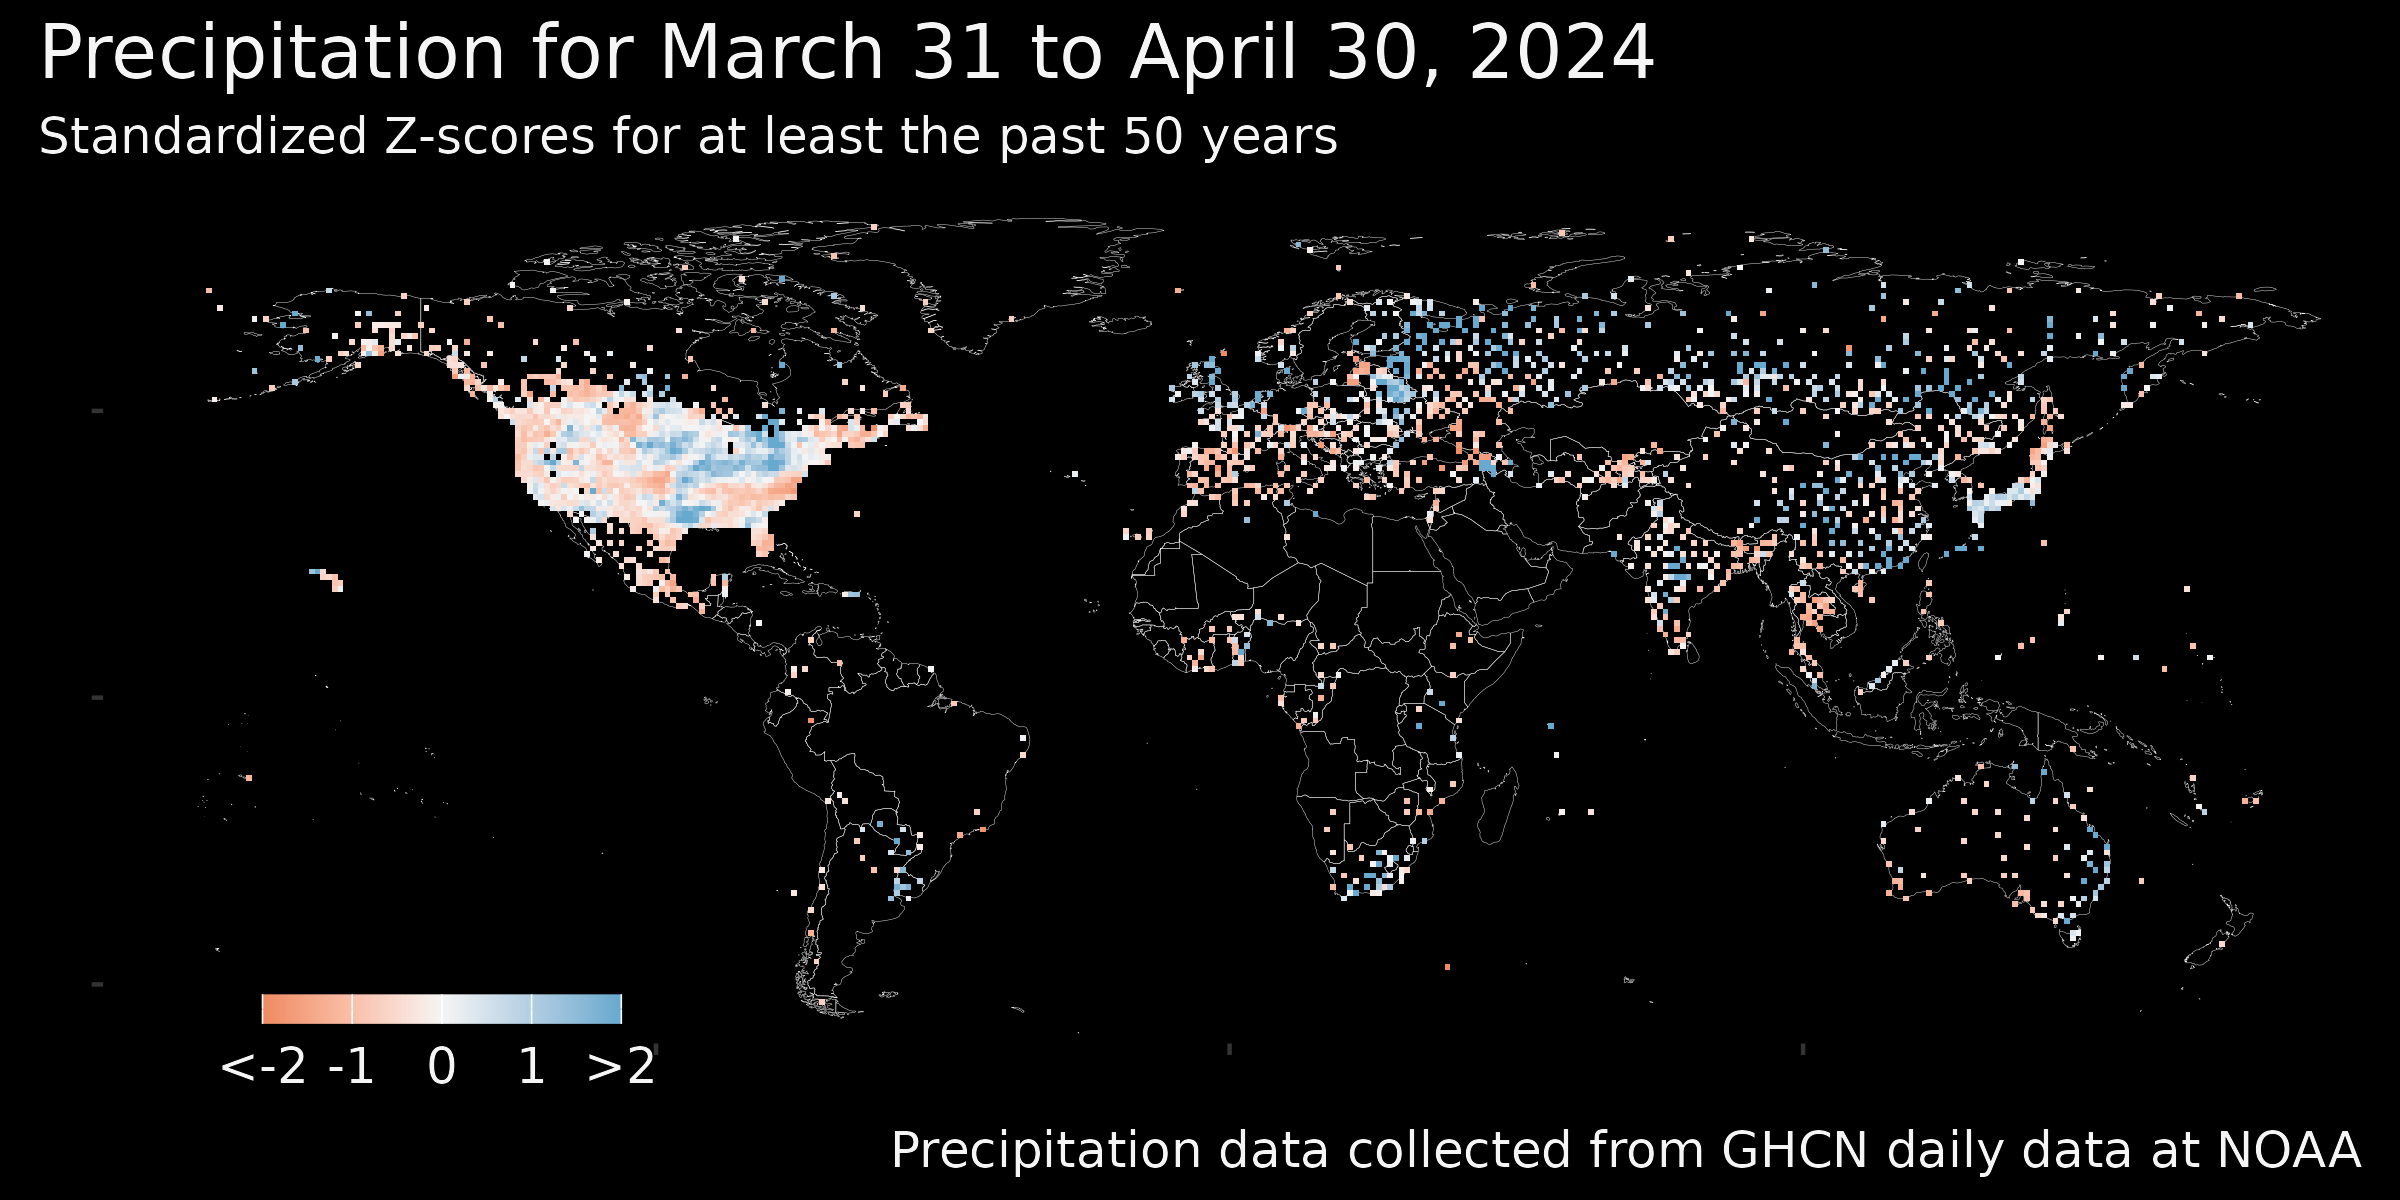 Precipitation for March 31 to April 30, 2024
Standardized Z-scores for at least the past 50 years
<-2 -1 0 1 >2
Precipitation data collected from GHCN daily data at NOAA